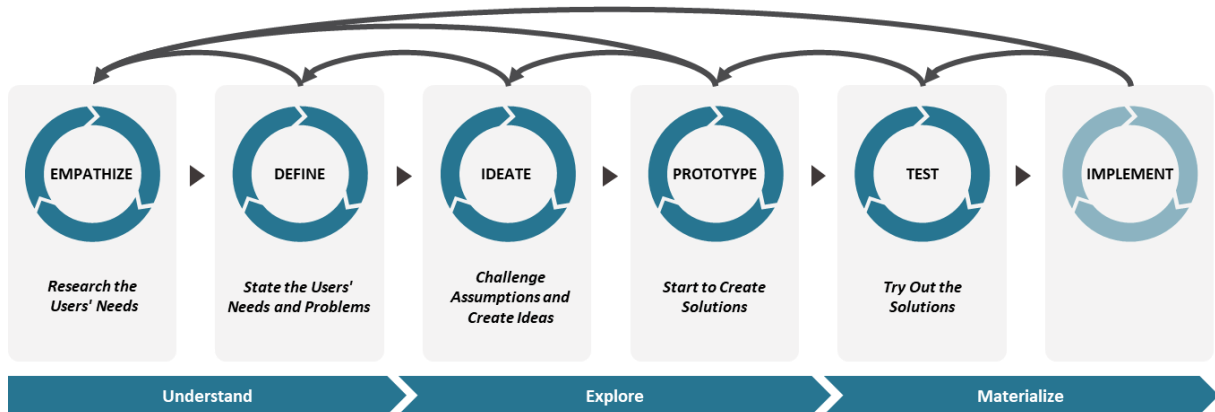 EMPATHIZE
DEFINE
IDEATE
PROTOTYPE
TEST
IMPLEMENT
Research the
Users' Needs
State the Users'
Needs and Problems
Challenge
Assumptions and
Create Ideas
Start to Create
Solutions
Try Out the
Solutions
Understand
Explore
Materialize